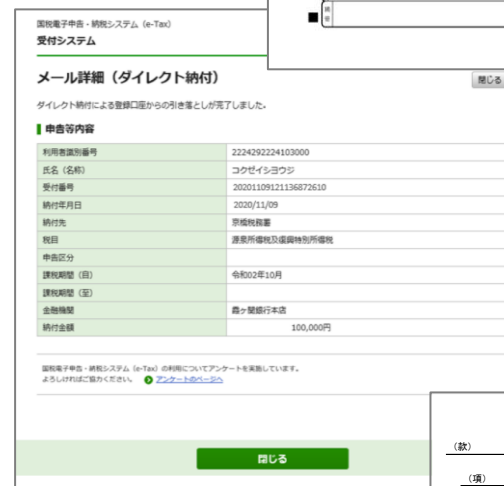 国税電子申告・納税システム（e-Tax）
受付システム
メール詳細（ダイレクト納付）
閉じる
ダイレクト納付による登録口座からの引き落としが完了しました。
申告等内容
利用者識別番号 2224292224103000
氏名（名称） コクゼイショウジ
受付番号 20201109121136872610
納付年月日 2020/11/09
納付先 京橋税務署
税目 源泉所得税及復興特別所得税
申告区分
課税期間（自） 令和02年10月
課税期間（至）
金融機関 霞ヶ関銀行本店
納付金額 100,000円
国税電子申告・納税システム（e-Tax）の利用についてアンケートを実施しています。
よろしければご協力ください。 アンケートのページへ
閉じる
（款）
（項）